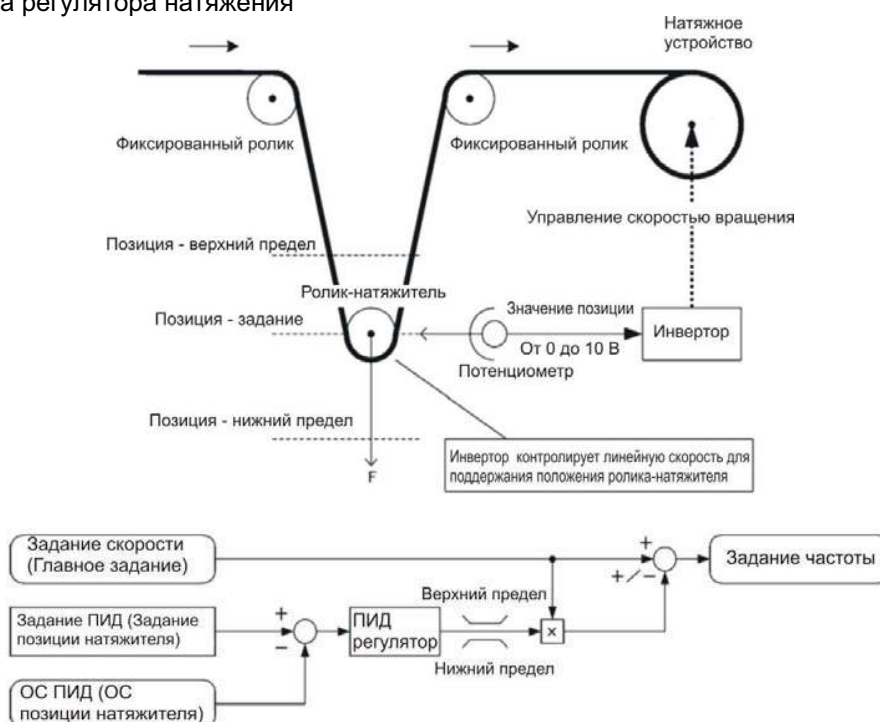 а регулятора натяжения
Натяжное
устройство
Фиксированный ролик
Фиксированный ролик
Управление скоростью вращения
Позиция - верхний предел
Ролик-натяжитель
Значение позиции
Позиция - задание
Инвертор
От 0 до 10 В
Потенциометр
Позиция - нижний предел
Инвертор контролирует линейную скорость для
поддержания положения ролика-натяжителя
F
Задание скорости
(Главное задание)
+
+/−
Задание частоты
Верхний предел
Задание ПИД (Задание
позиции натяжителя)
+
−
ПИД
регулятор
x
Нижний предел
ОС ПИД (ОС
позиции натяжителя)